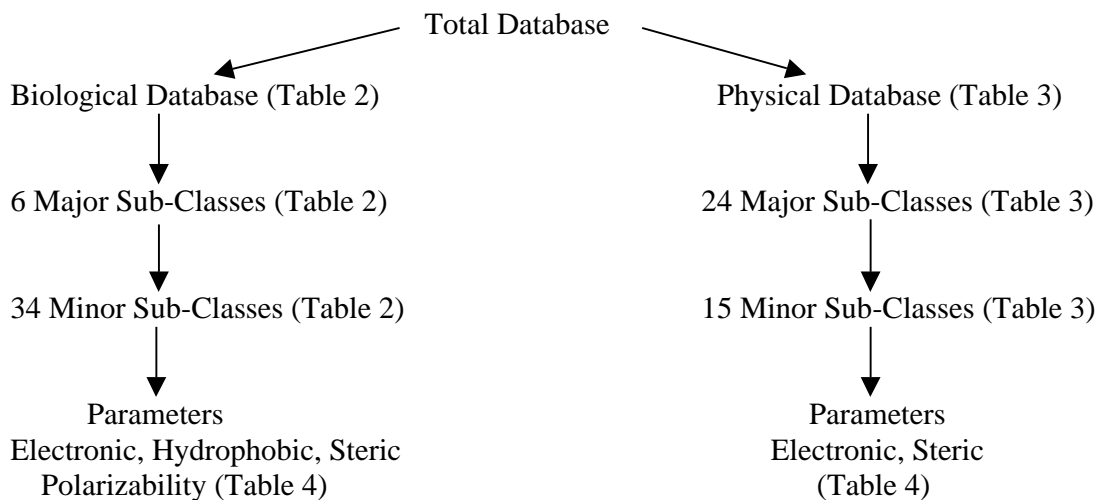 Total Database
Biological Database (Table 2)
Physical Database (Table 3)
6 Major Sub-Classes (Table 2)
24 Major Sub-Classes (Table 3)
34 Minor Sub-Classes (Table 2)
15 Minor Sub-Classes (Table 3)
Parameters
Electronic, Hydrophobic, Steric
Polarizability (Table 4)
Parameters
Electronic, Steric
(Table 4)